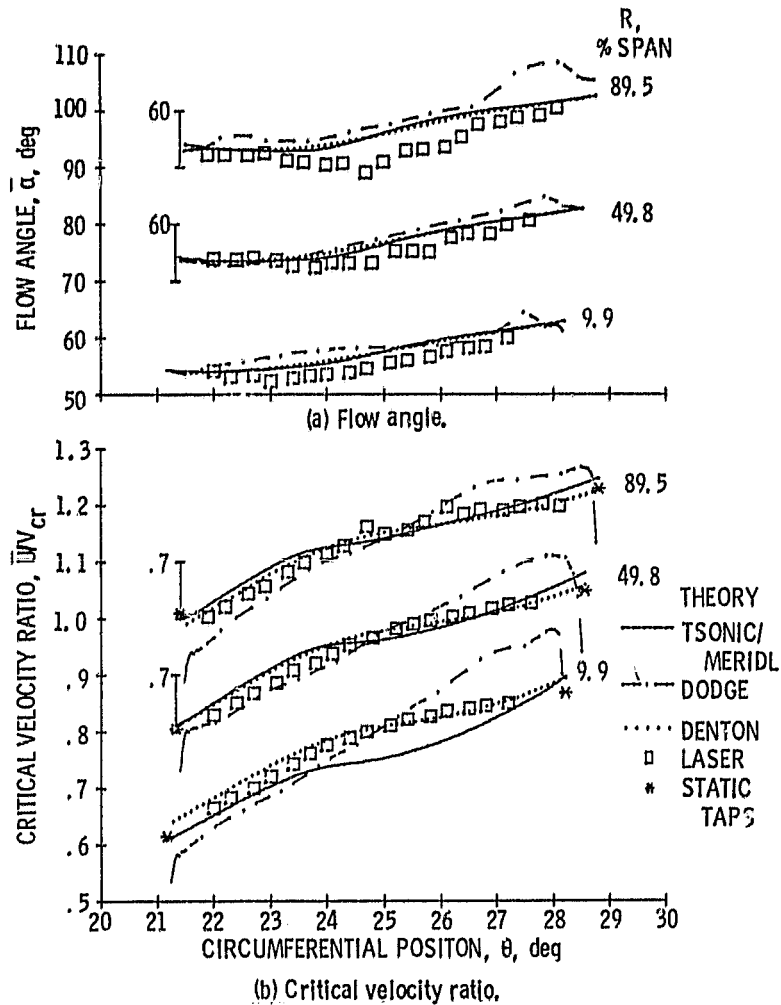 R,
% SPAN
110
100
90
80
70
60
50
60
60
89.5
49.8
9.9
FLOW ANGLE, ᾱ, deg
(a) Flow angle.
1.3
1.2
1.1
1.0
.9
.8
.7
.6
.5
.7
.7
89.5
49.8
9.9
CRITICAL VELOCITY RATIO, U̅/Vcr
THEORY
TSONIC/
MERIDL
DODGE
DENTON
LASER
STATIC
TAPS
20 21 22 23 24 25 26 27 28 29 30
CIRCUMFERENTIAL POSITON, θ, deg
(b) Critical velocity ratio.